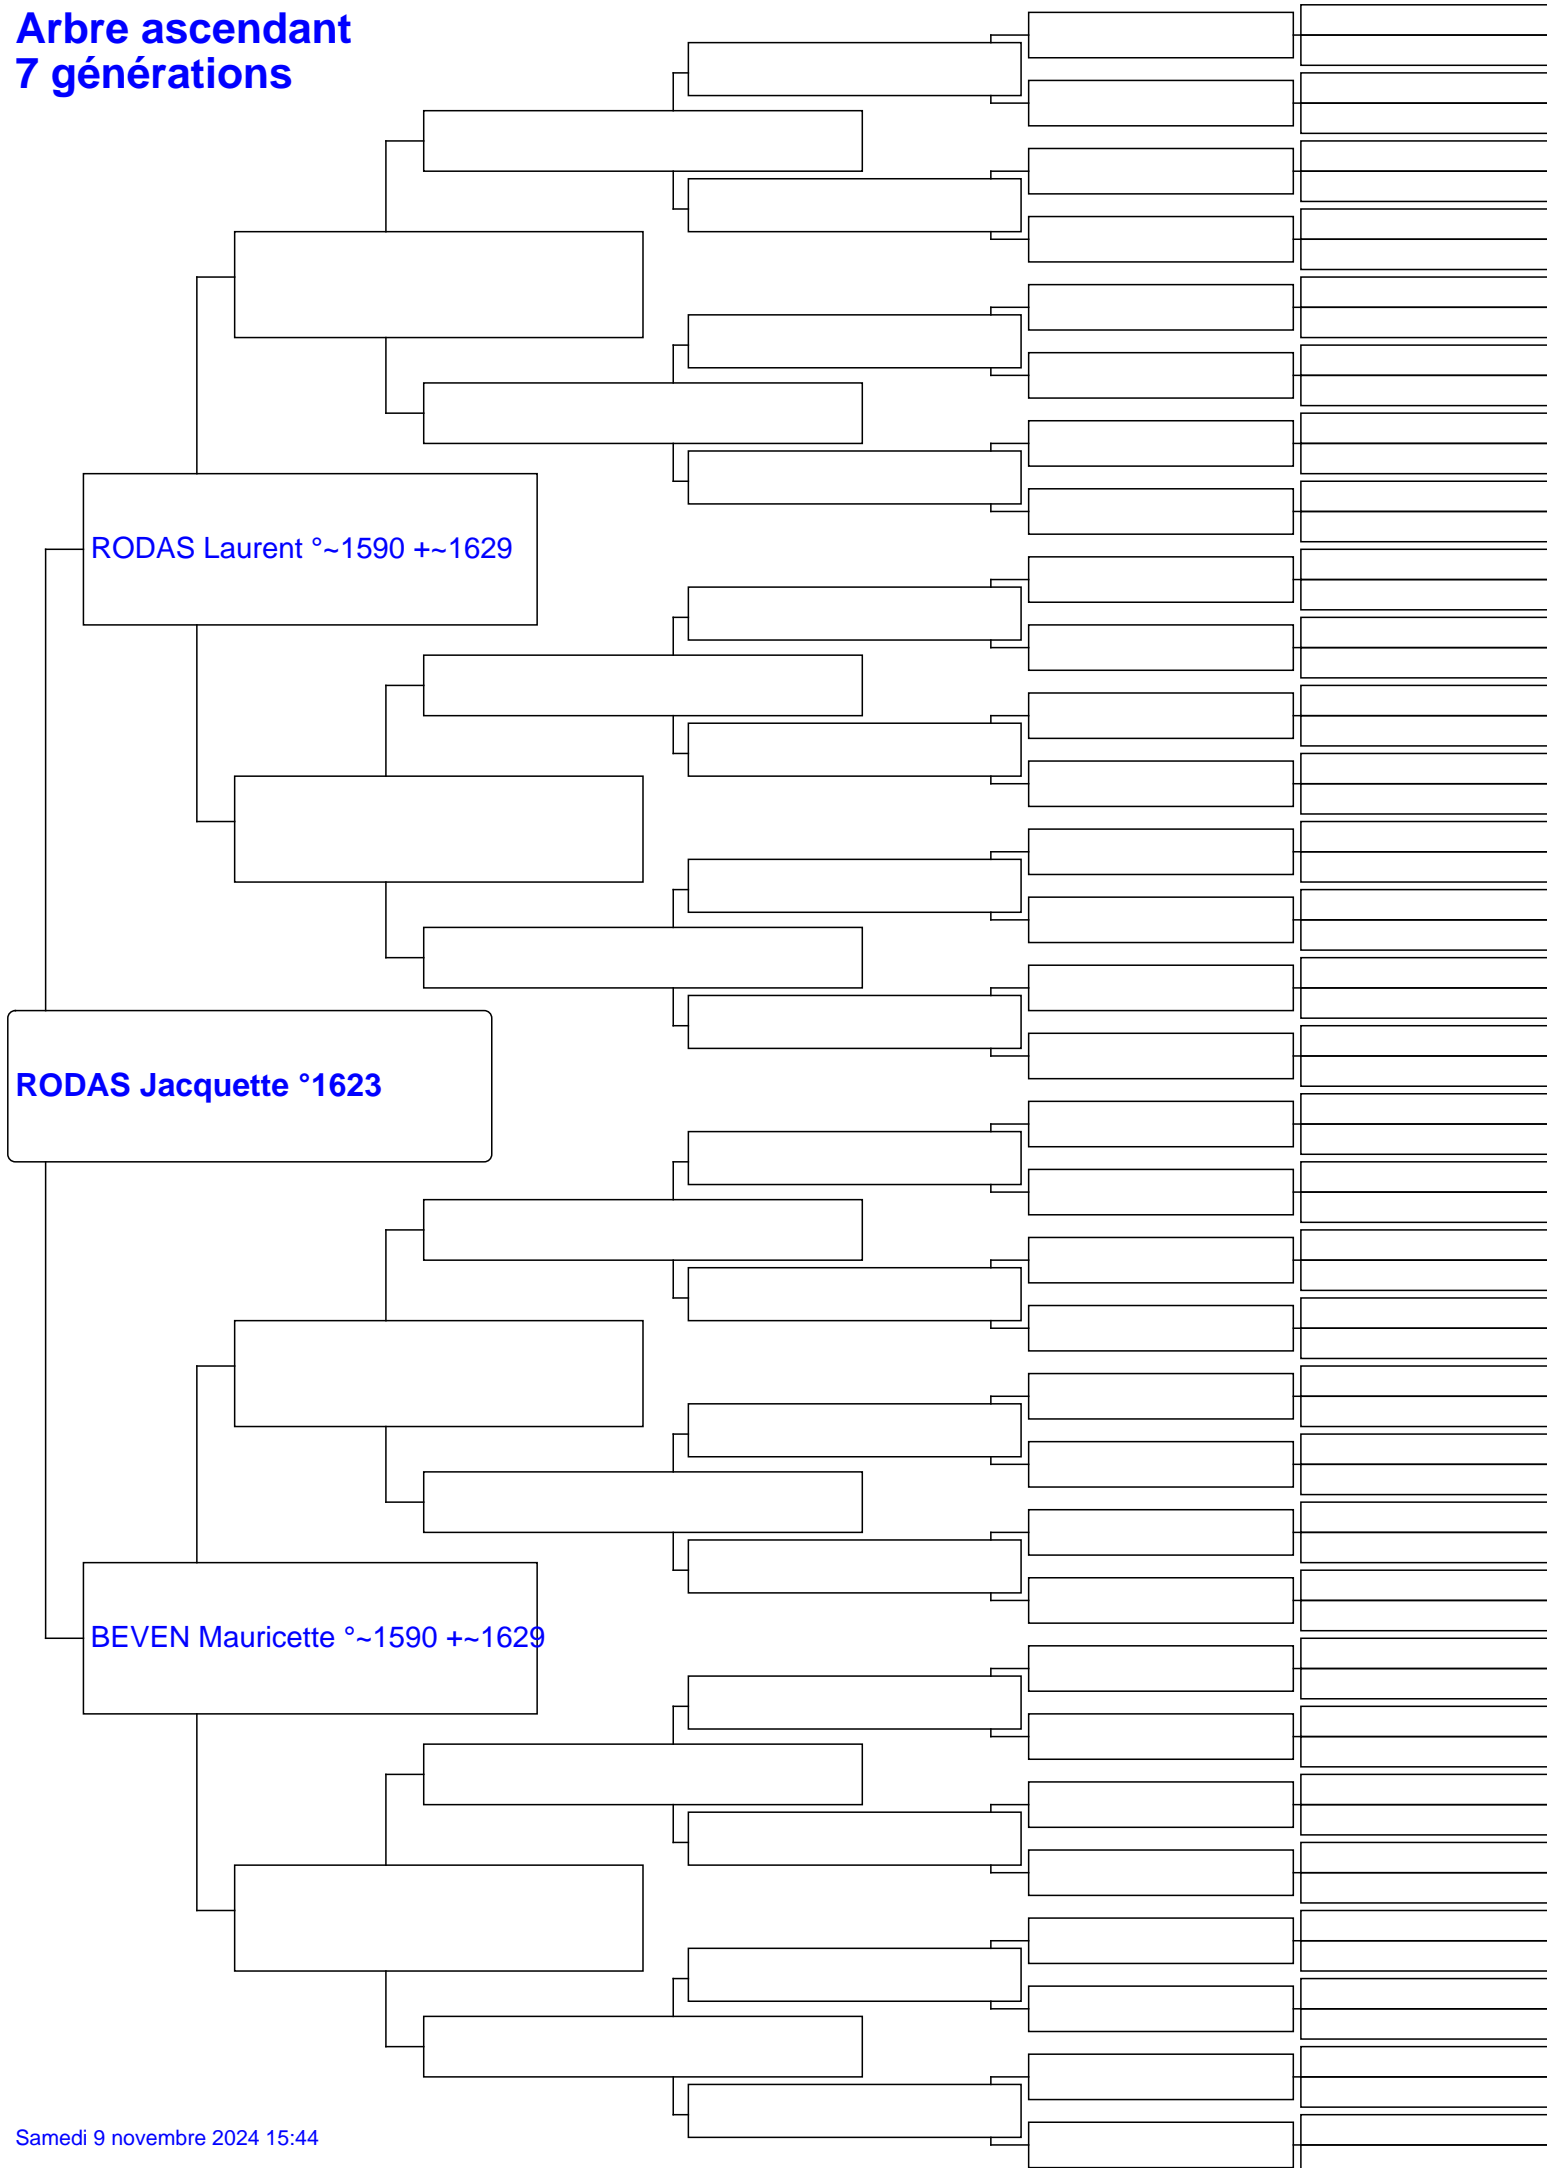 Arbre ascendant
7 générations
RODAS Laurent °~1590 +~1629
RODAS Jacquette °1623
BEVEN Mauricette °~1590 +~1629
Samedi 9 novembre 2024 15:44